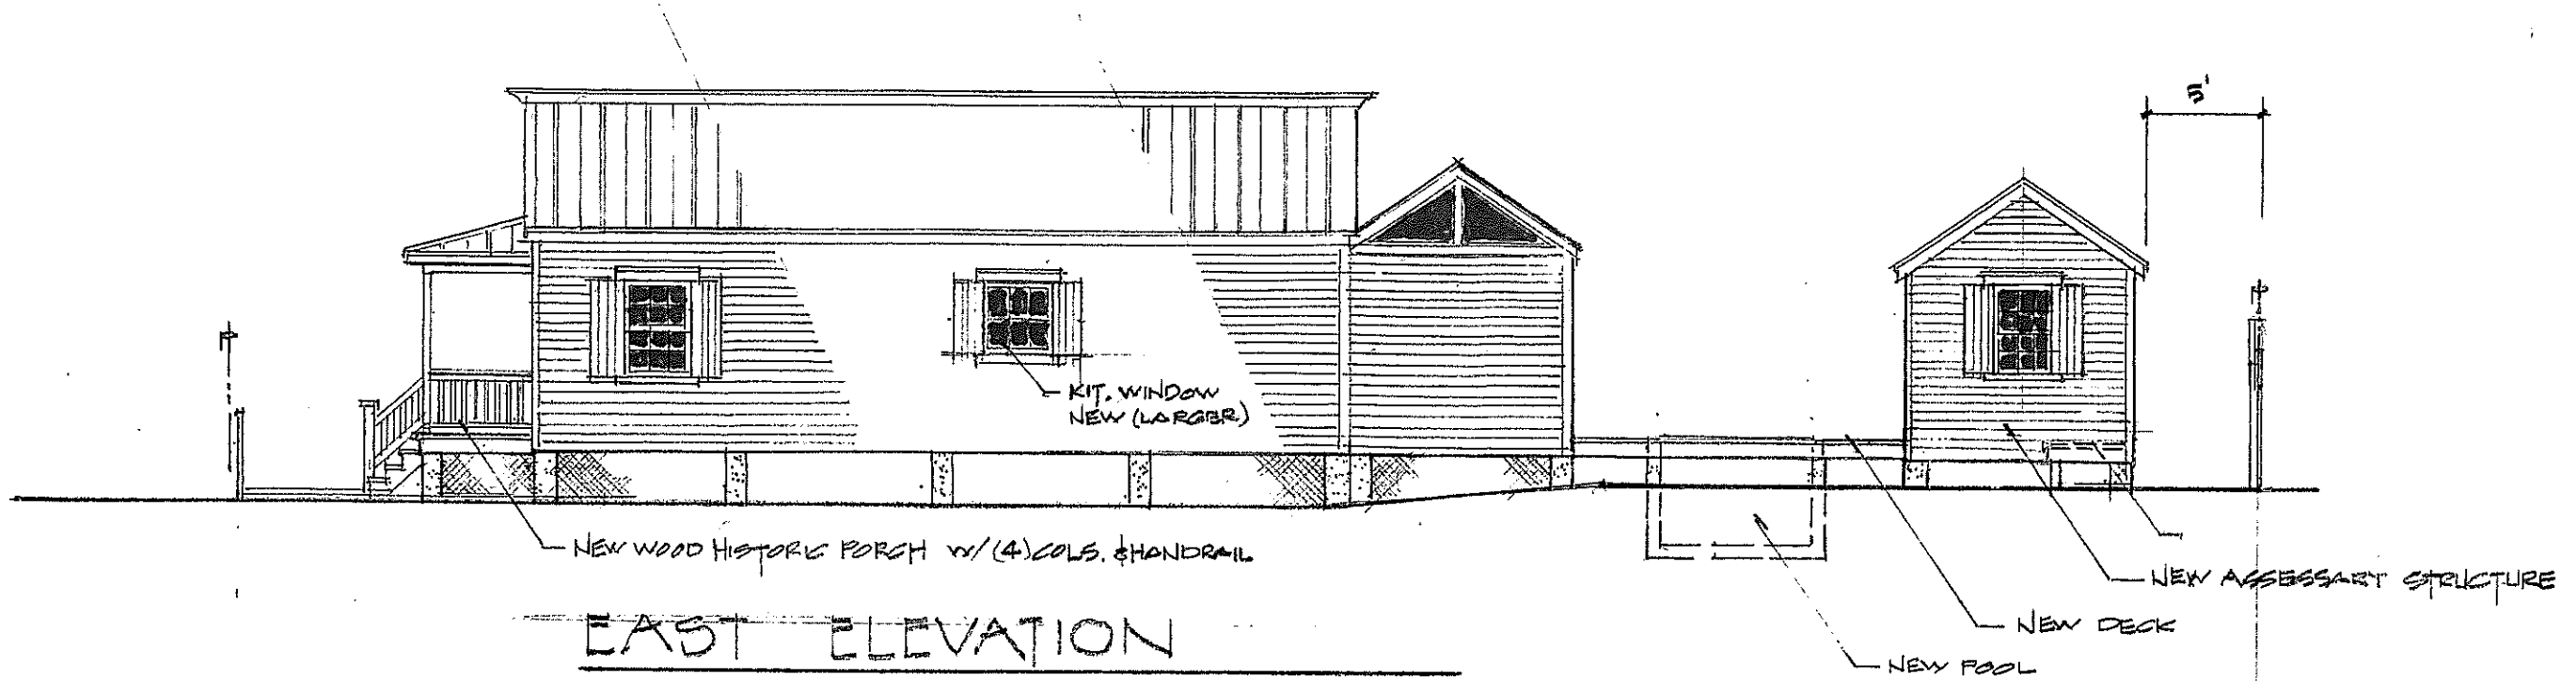 5'
KIT. WINDOW
NEW (LARGER)
NEW WOOD HISTORIC PORCH W/ (4) COLS. & HANDRAIL
NEW ASSESSART STRUCTURE
NEW DECK
NEW POOL
EAST ELEVATION